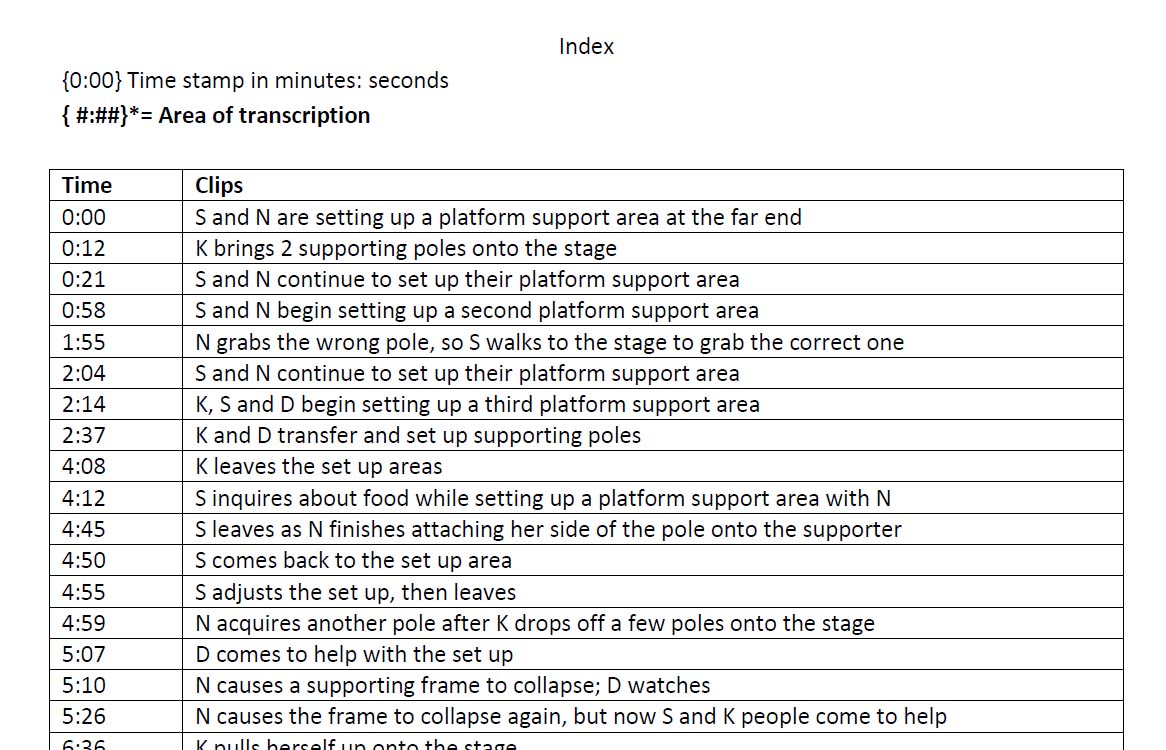 Index
{0:00} Time stamp in minutes: seconds
{ #:##}*= Area of transcription
Time Clips
0:00 S and N are setting up a platform support area at the far end
0:12 K brings 2 supporting poles onto the stage
0:21 S and N continue to set up their platform support area
0:58 S and N begin setting up a second platform support area
1:55 N grabs the wrong pole, so S walks to the stage to grab the correct one
2:04 S and N continue to set up their platform support area
2:14 K, S and D begin setting up a third platform support area
2:37 K and D transfer and set up supporting poles
4:08 K leaves the set up areas
4:12 S inquires about food while setting up a platform support area with N
4:45 S leaves as N finishes attaching her side of the pole onto the supporter
4:50 S comes back to the set up area
4:55 S adjusts the set up, then leaves
4:59 N acquires another pole after K drops off a few poles onto the stage
5:07 D comes to help with the set up
5:10 N causes a supporting frame to collapse; D watches
5:26 N causes the frame to collapse again, but now S and K people come to help
6:36 K pulls herself up onto the stage